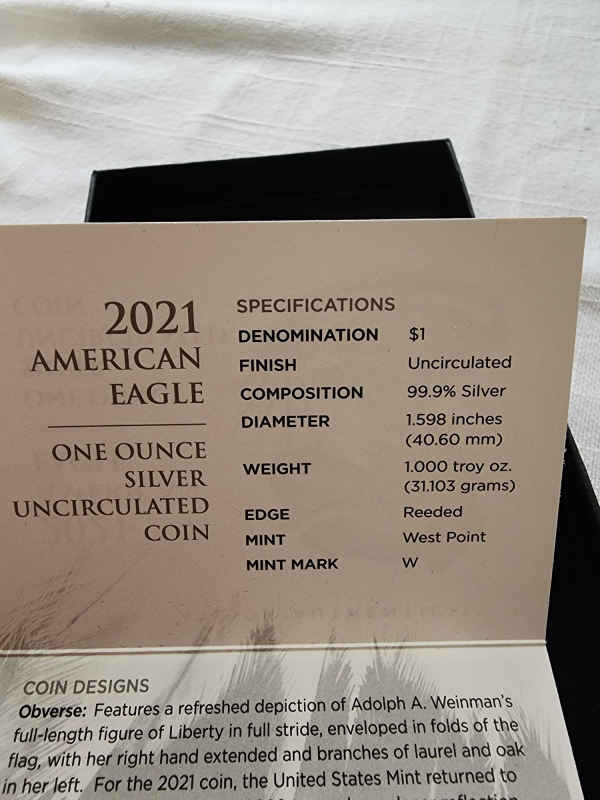 2021
AMERICAN
EAGLE
ONE OUNCE
SILVER
UNCIRCULATED
COIN
SPECIFICATIONS
DENOMINATION $1
FINISH Uncirculated
COMPOSITION 99.9% Silver
DIAMETER 1.598 inches
(40.60 mm)
WEIGHT 1.000 troy oz.
(31.103 grams)
EDGE Reeded
MINT West Point
MINT MARK W
COIN DESIGNS
Obverse: Features a refreshed depiction of Adolph A. Weinman's
full-length figure of Liberty in full stride, enveloped in folds of the
flag, with her right hand extended and branches of laurel and oak
in her left. For the 2021 coin, the United States Mint returned to